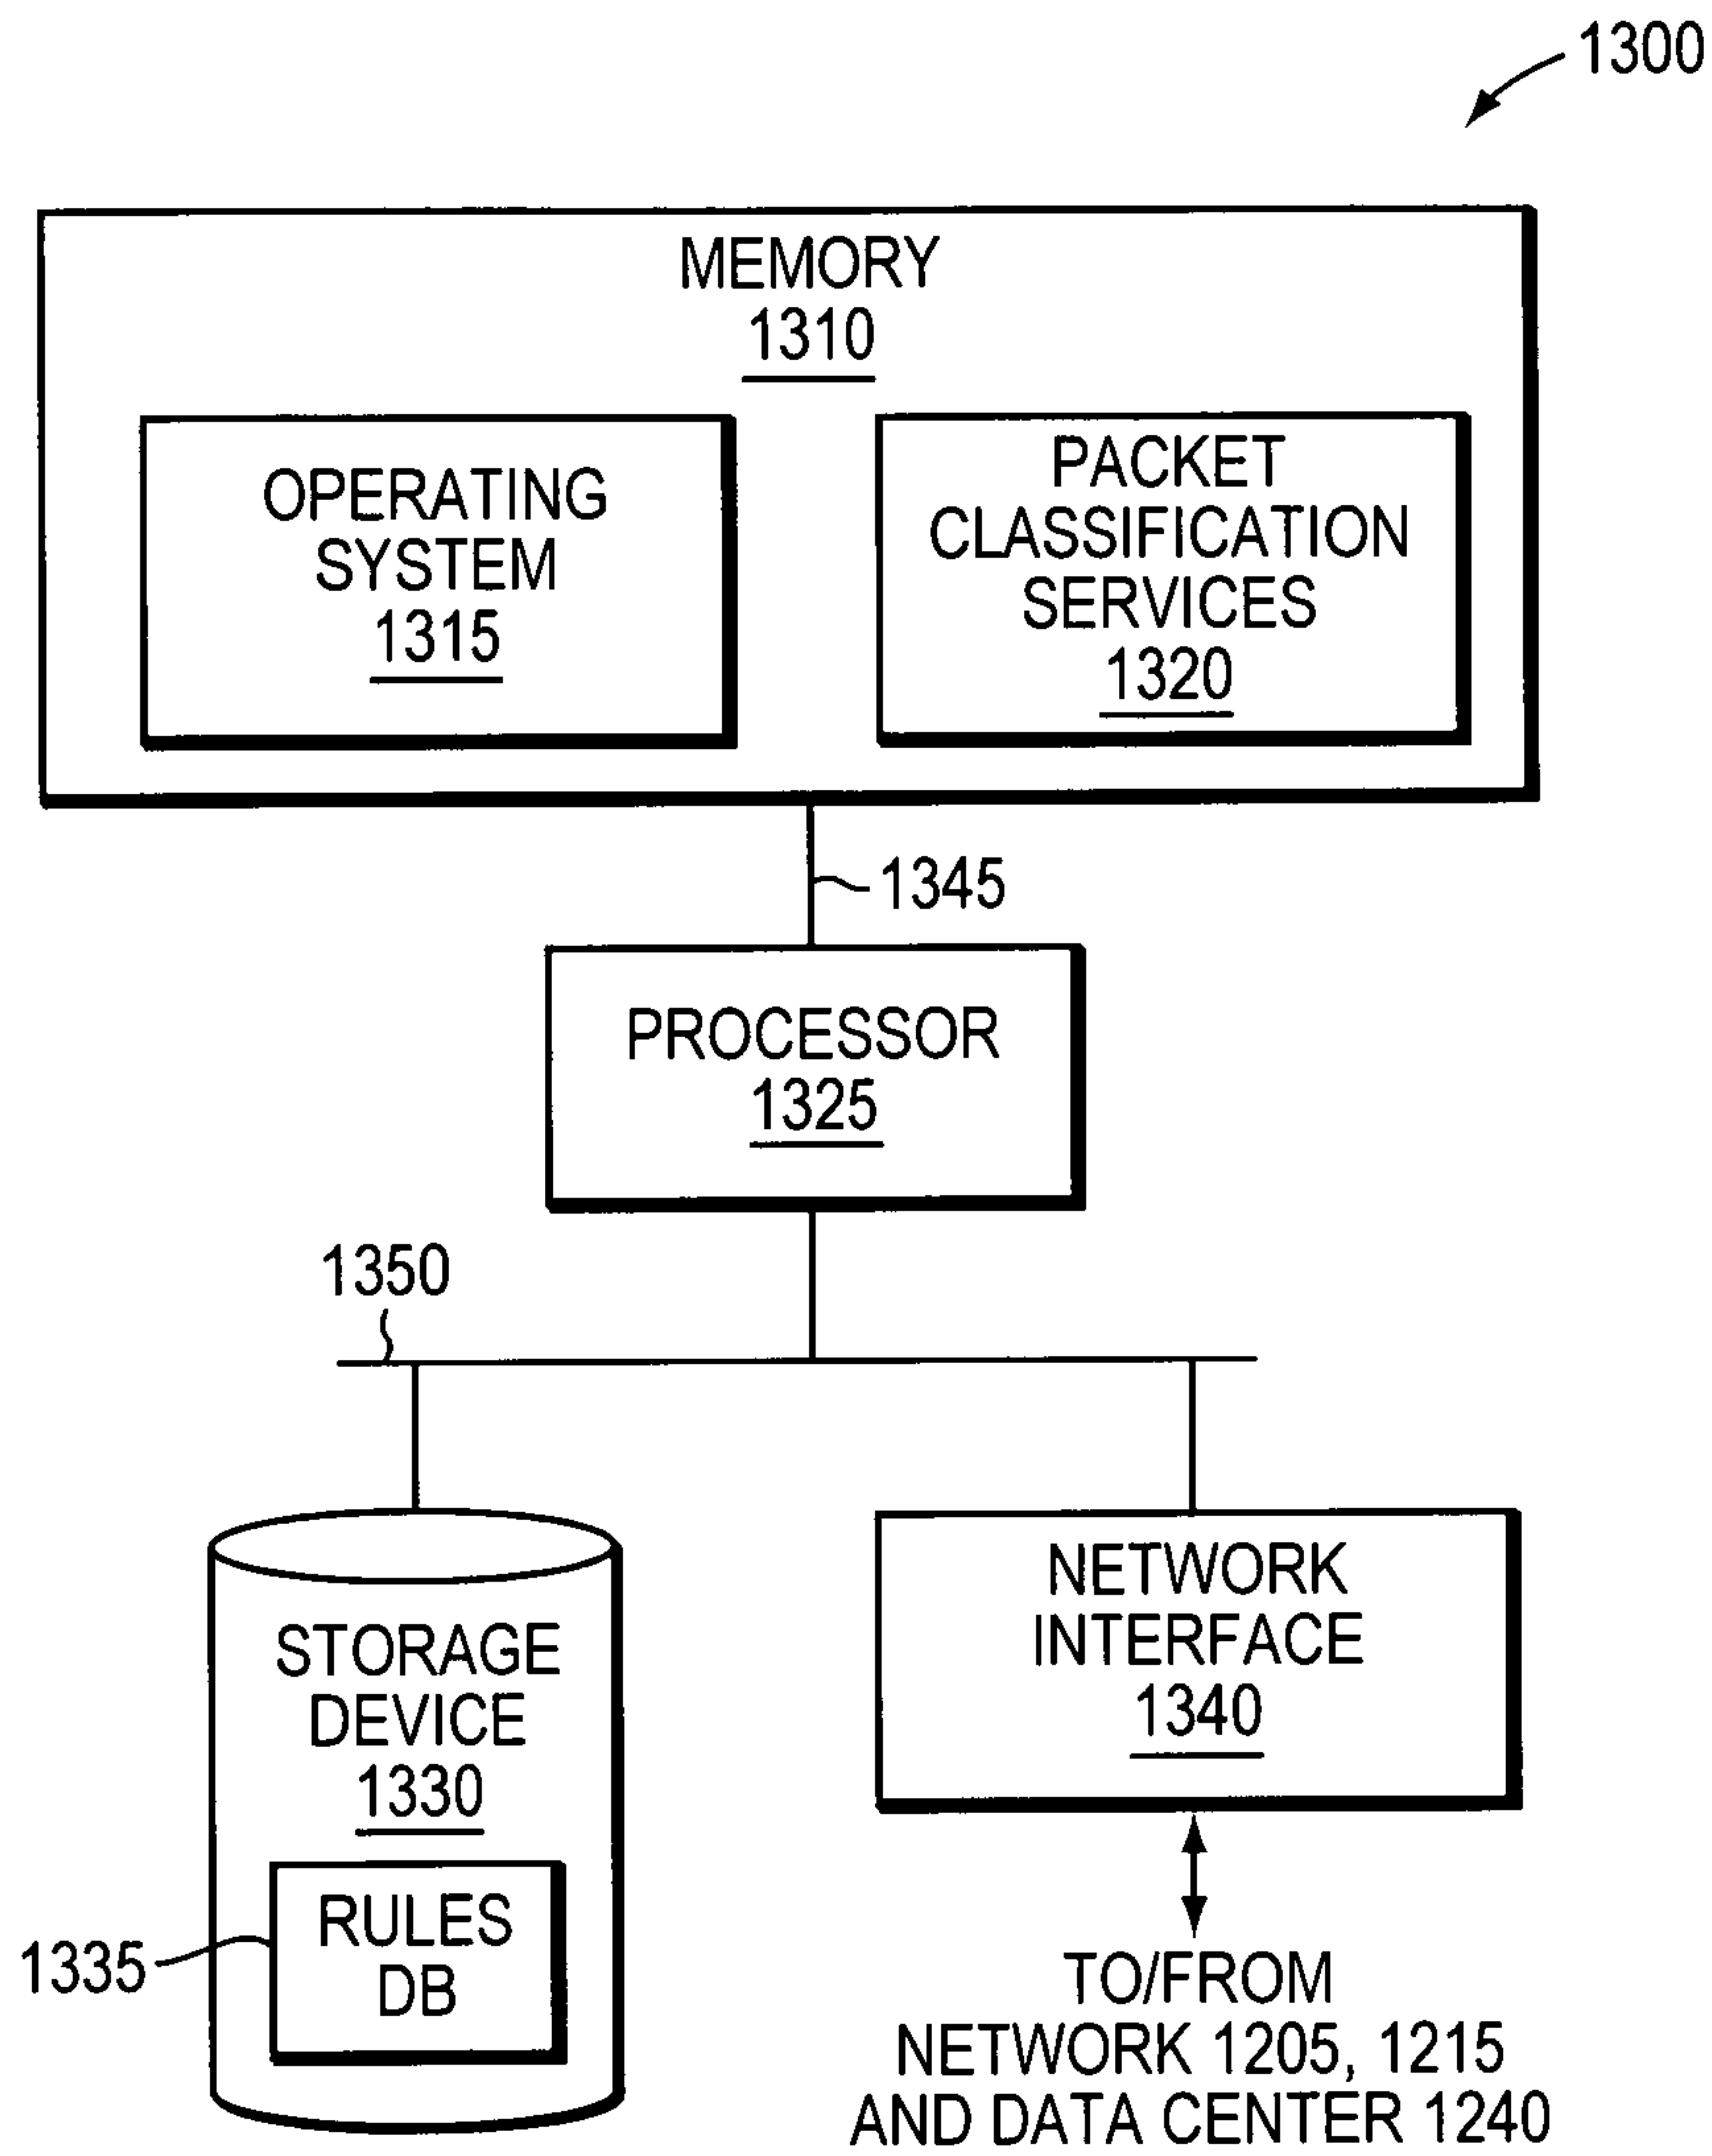 1300
MEMORY
1310
OPERATING
SYSTEM
1315
PACKET
CLASSIFICATION
SERVICES
1320
1345
PROCESSOR
1325
1350
STORAGE
DEVICE
1330
RULES
DB
1335
NETWORK
INTERFACE
1340
TO/FROM
NETWORK 1205, 1215
AND DATA CENTER 1240